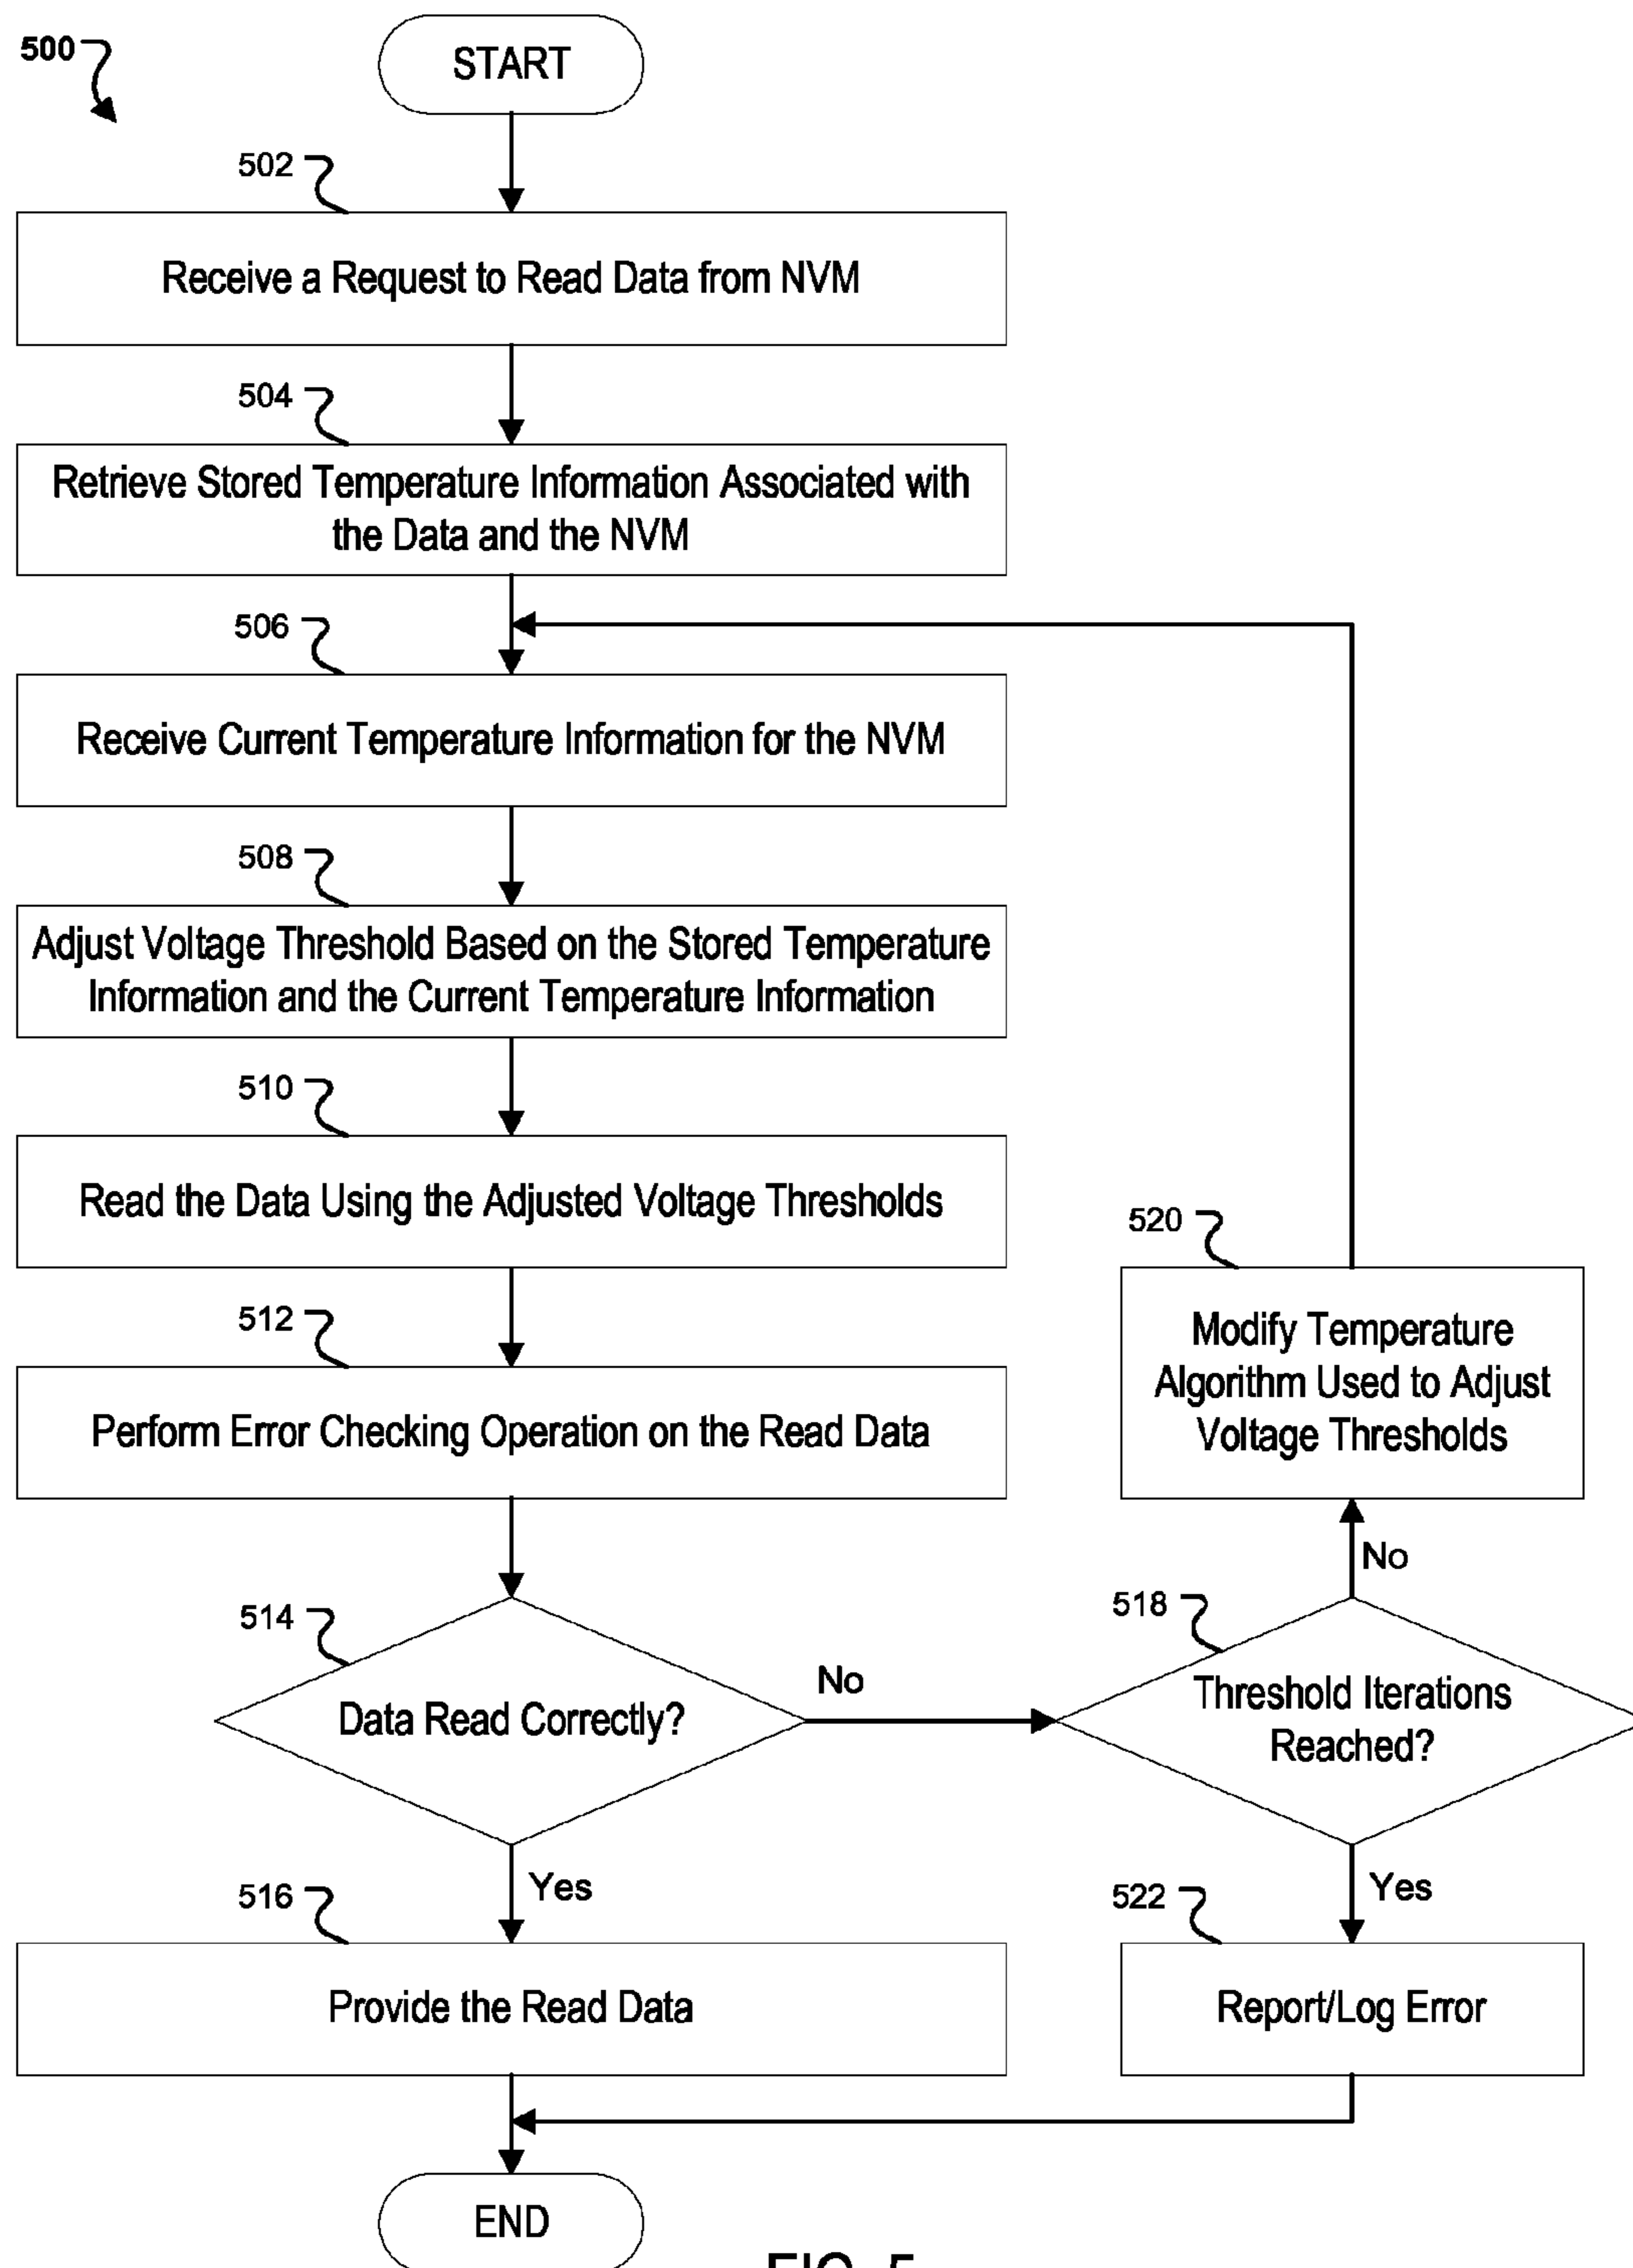 500
START
502
Receive a Request to Read Data from NVM
504
Retrieve Stored Temperature Information Associated with
the Data and the NVM
506
Receive Current Temperature Information for the NVM
508
Adjust Voltage Threshold Based on the Stored Temperature
Information and the Current Temperature Information
510
Read the Data Using the Adjusted Voltage Thresholds
520
Modify Temperature
Algorithm Used to Adjust
Voltage Thresholds
512
Perform Error Checking Operation on the Read Data
No
514
Data Read Correctly?
No
518
Threshold Iterations
Reached?
Yes
516
Provide the Read Data
Yes
522
Report/Log Error
END
FIG. 5